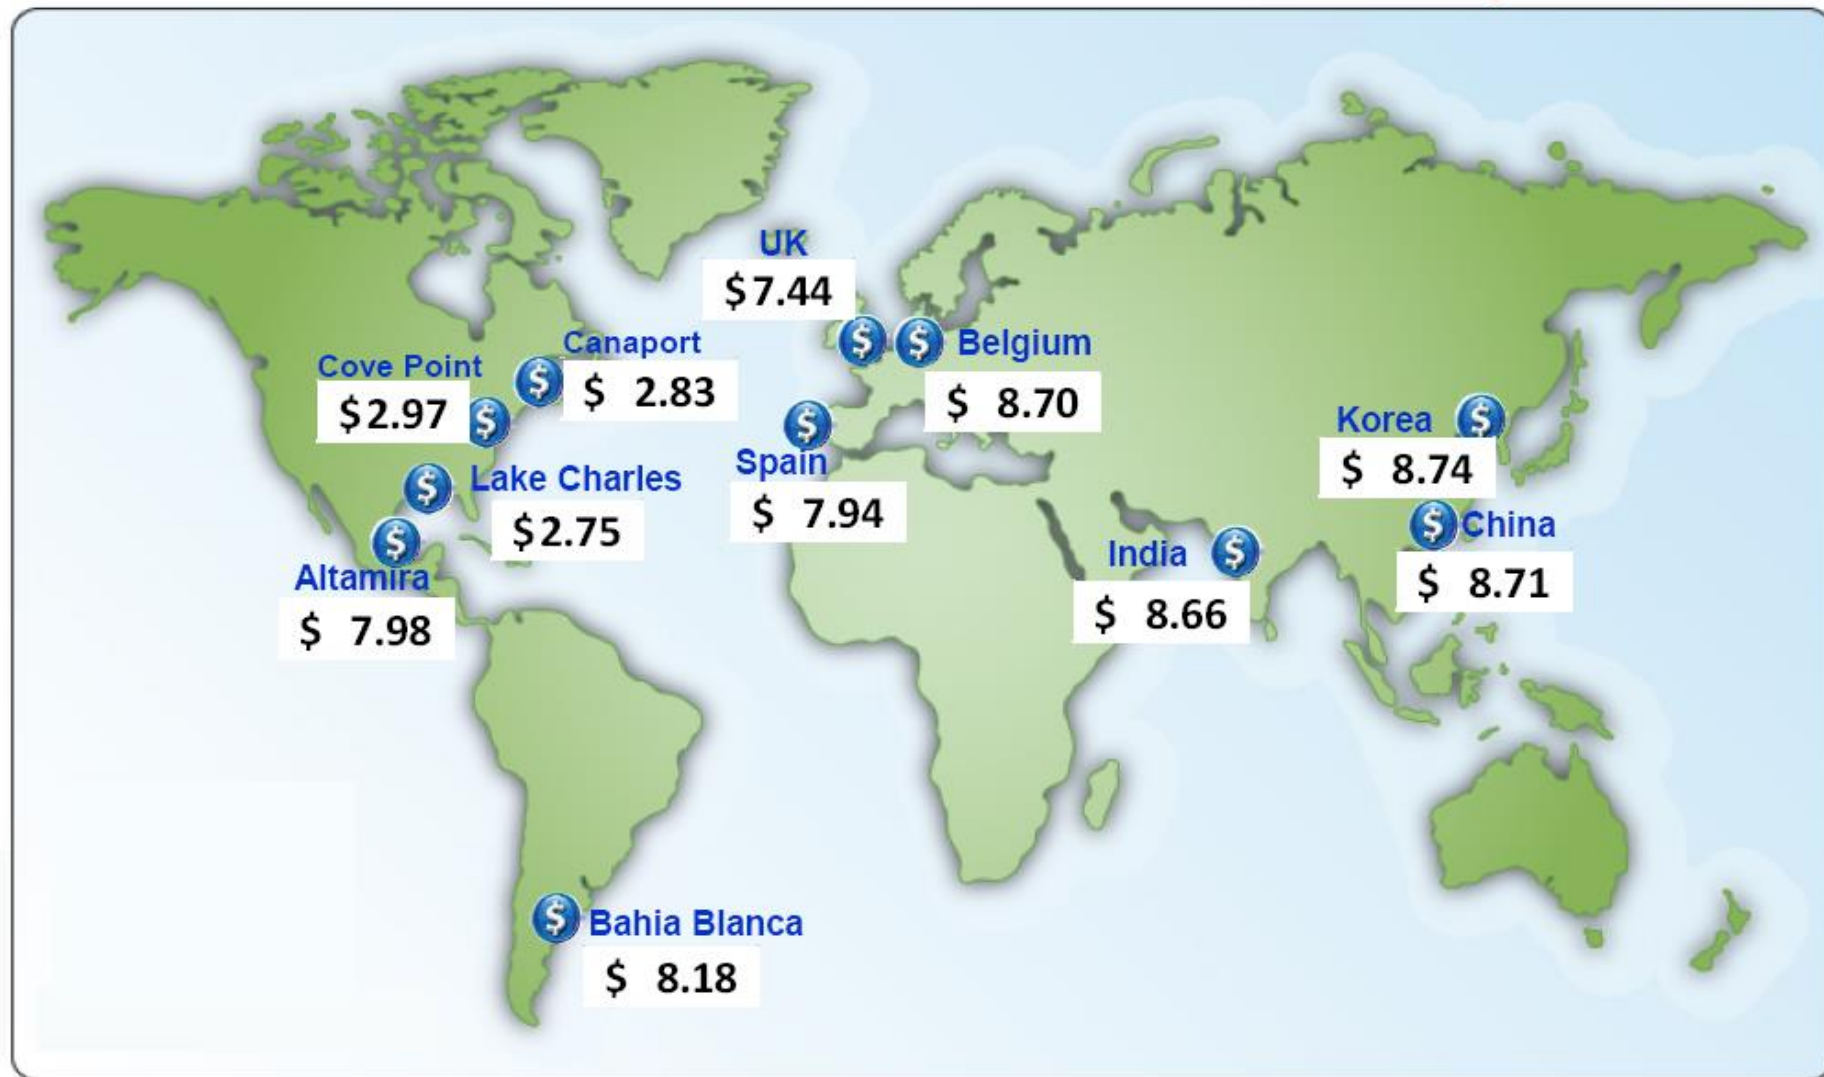 UK
$7.44
Canaport
$ 2.83
Cove Point
$2.97
Belgium
$ 8.70
Korea
$ 8.74
Spain
$ 7.94
Lake Charles
$2.75
China
$ 8.71
India
$ 8.66
Altamira
$ 7.98
Bahia Blanca
$ 8.18